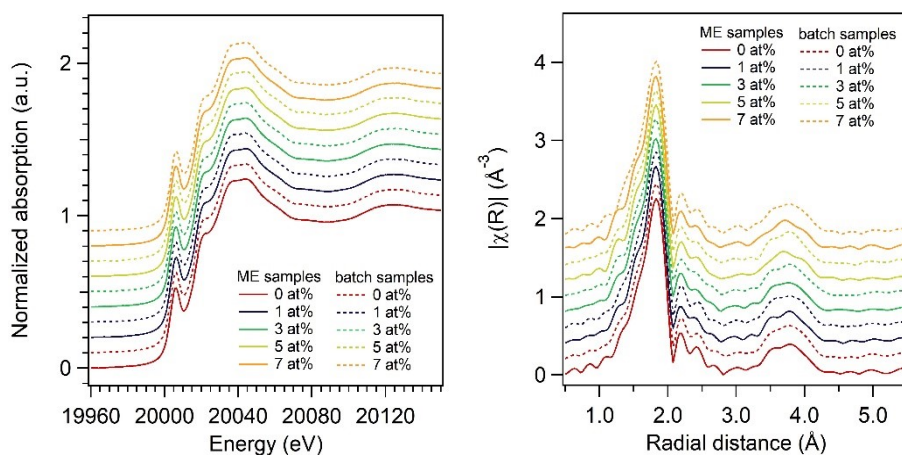 Normalized absorption (a.u.)
2
1
0
ME samples
batch samples
0 at%
0 at%
1 at%
1 at%
3 at%
3 at%
5 at%
5 at%
7 at%
7 at%
19960
20000
20040
20080
20120
Energy (eV)
|χ(R)| (Å⁻³)
4
3
2
1
0
ME samples
batch samples
0 at%
0 at%
1 at%
1 at%
3 at%
3 at%
5 at%
5 at%
7 at%
7 at%
1.0
2.0
3.0
4.0
5.0
Radial distance (Å)